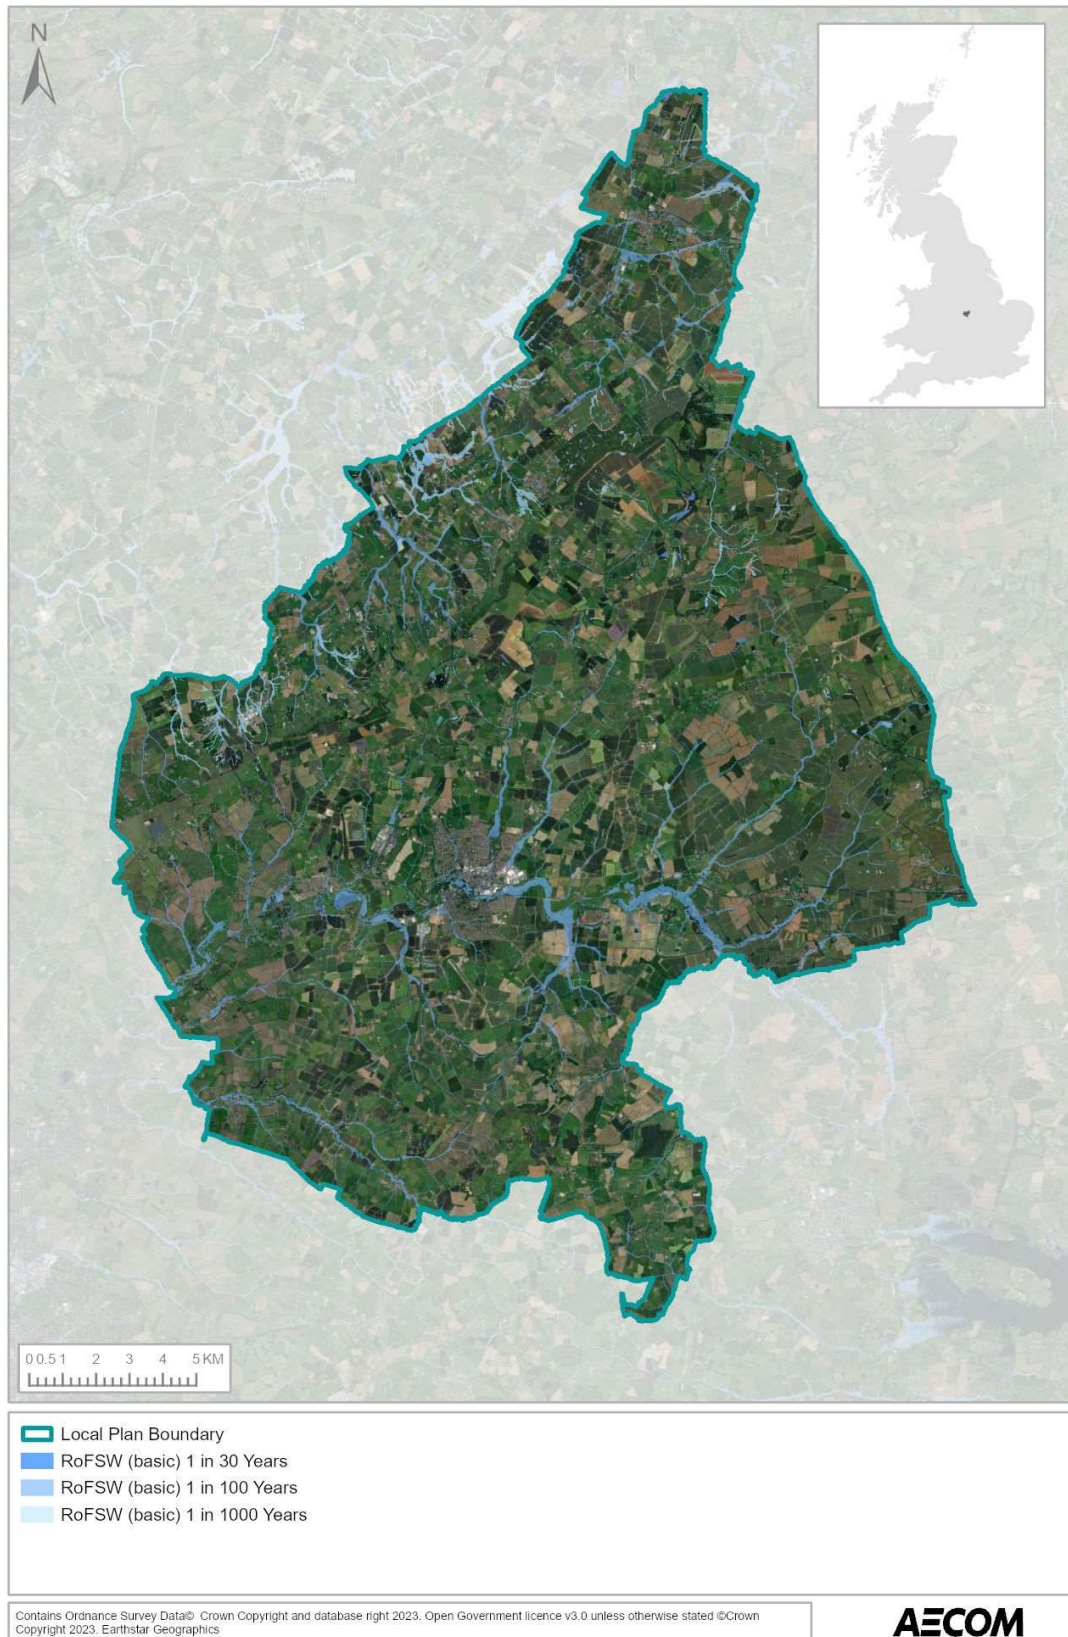 N
0 0.5 1 2 3 4 5 KM
Local Plan Boundary
RoFSW (basic) 1 in 30 Years
RoFSW (basic) 1 in 100 Years
RoFSW (basic) 1 in 1000 Years
Contains Ordnance Survey Data© Crown Copyright and database right 2023. Open Government licence v3.0 unless otherwise stated ©Crown
Copyright 2023. Earthstar Geographics
AECOM